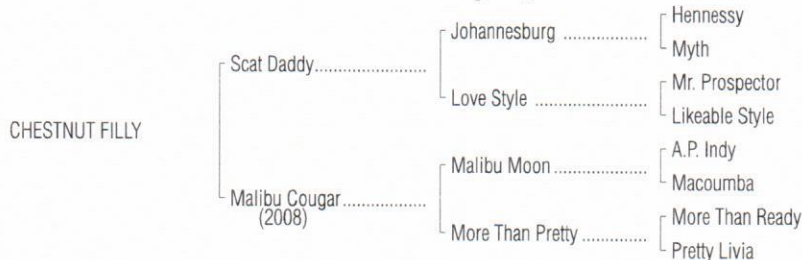 Hennessy
Johannesburg ..................
Myth
Scat Daddy......................
Mr. Prospector
Love Style ......................
Likeable Style
CHESTNUT FILLY
A.P. Indy
Malibu Moon ..................
Macoumba
Malibu Cougar................
(2008)
More Than Ready
More Than Pretty ............
Pretty Livia